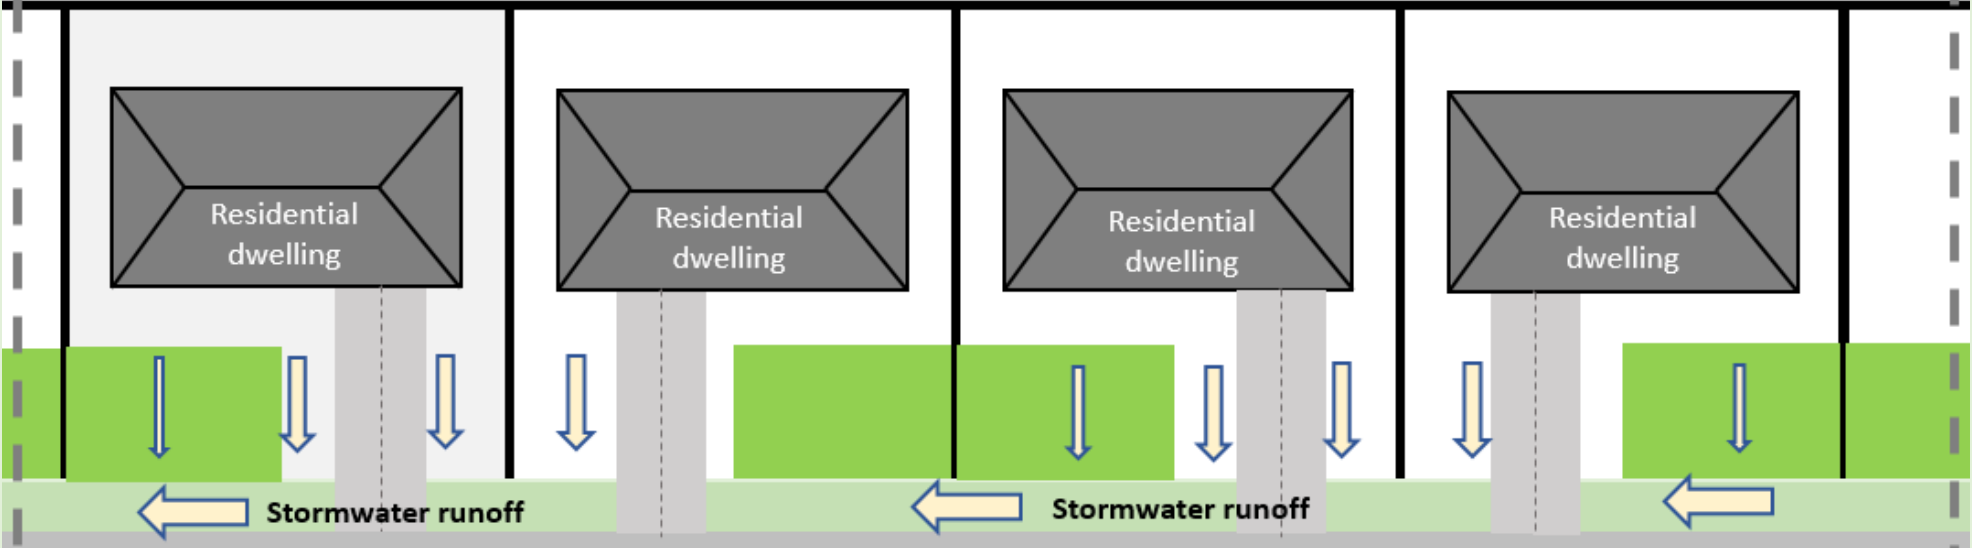 Residential
dwelling
Residential
dwelling
Residential
dwelling
Residential
dwelling
Stormwater runoff
Stormwater runoff